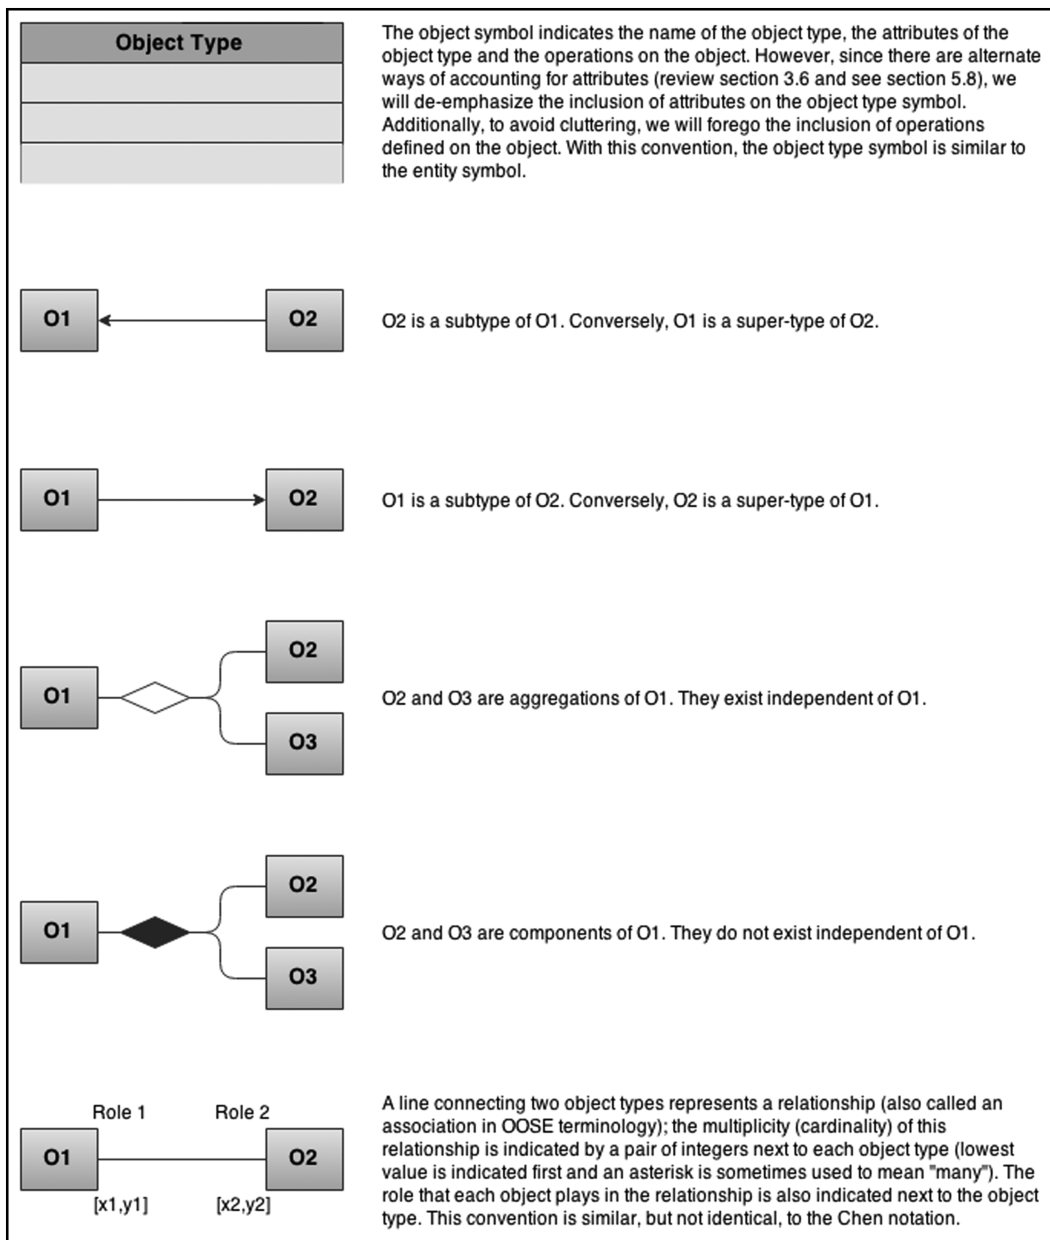 Object Type
The object symbol indicates the name of the object type, the attributes of the
object type and the operations on the object. However, since there are alternate
ways of accounting for attributes (review section 3.6 and see section 5.8), we
will de-emphasize the inclusion of attributes on the object type symbol.
Additionally, to avoid cluttering, we will forego the inclusion of operations
defined on the object. With this convention, the object type symbol is similar to
the entity symbol.
O1
O2
O2 is a subtype of O1. Conversely, O1 is a super-type of O2.
O1
O2
O1 is a subtype of O2. Conversely, O2 is a super-type of O1.
O1
O2
O3
O2 and O3 are aggregations of O1. They exist independent of O1.
O1
O2
O3
O2 and O3 are components of O1. They do not exist independent of O1.
Role 1
Role 2
O1
O2
[x1,y1]
[x2,y2]
A line connecting two object types represents a relationship (also called an
association in OOSE terminology); the multiplicity (cardinality) of this
relationship is indicated by a pair of integers next to each object type (lowest
value is indicated first and an asterisk is sometimes used to mean "many"). The
role that each object plays in the relationship is also indicated next to the object
type. This convention is similar, but not identical, to the Chen notation.